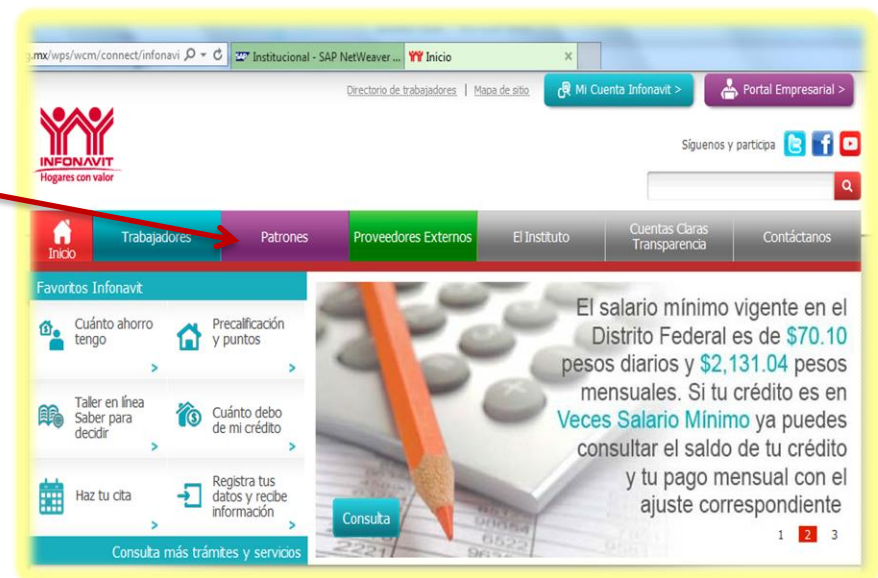 g.mx/wps/wcm/connect/infonavi
Institucional - SAP NetWeaver ...
Inicio
Directorio de trabajadores | Mapa de sitio
Mi Cuenta Infonavit >
Portal Empresarial >
INFONAVIT
Hogares con valor
Síguenos y participa
Inicio
Trabajadores
Patrones
Proveedores Externos
El Instituto
Cuentas Claras
Transparencia
Contáctanos
Favoritos Infonavit
Cuánto ahorro
tengo
>
Precalificación
y puntos
>
Taller en línea
Saber para
decidir
>
Cuánto debo
de mi crédito
>
Haz tu cita
>
Registra tus
datos y recibe
información
>
Consulta más trámites y servicios
El salario mínimo vigente en el
Distrito Federal es de $70.10
pesos diarios y $2,131.04 pesos
mensuales. Si tu crédito es en
Veces Salario Mínimo ya puedes
consultar el saldo de tu crédito
y tu pago mensual con el
ajuste correspondiente
Consulta
1 2 3